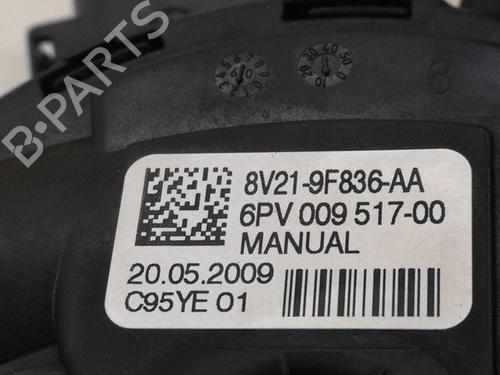 B·PARTS
8V21-9F836-AA
6PV 009 517-00
MANUAL
20.05.2009
C95YE 01